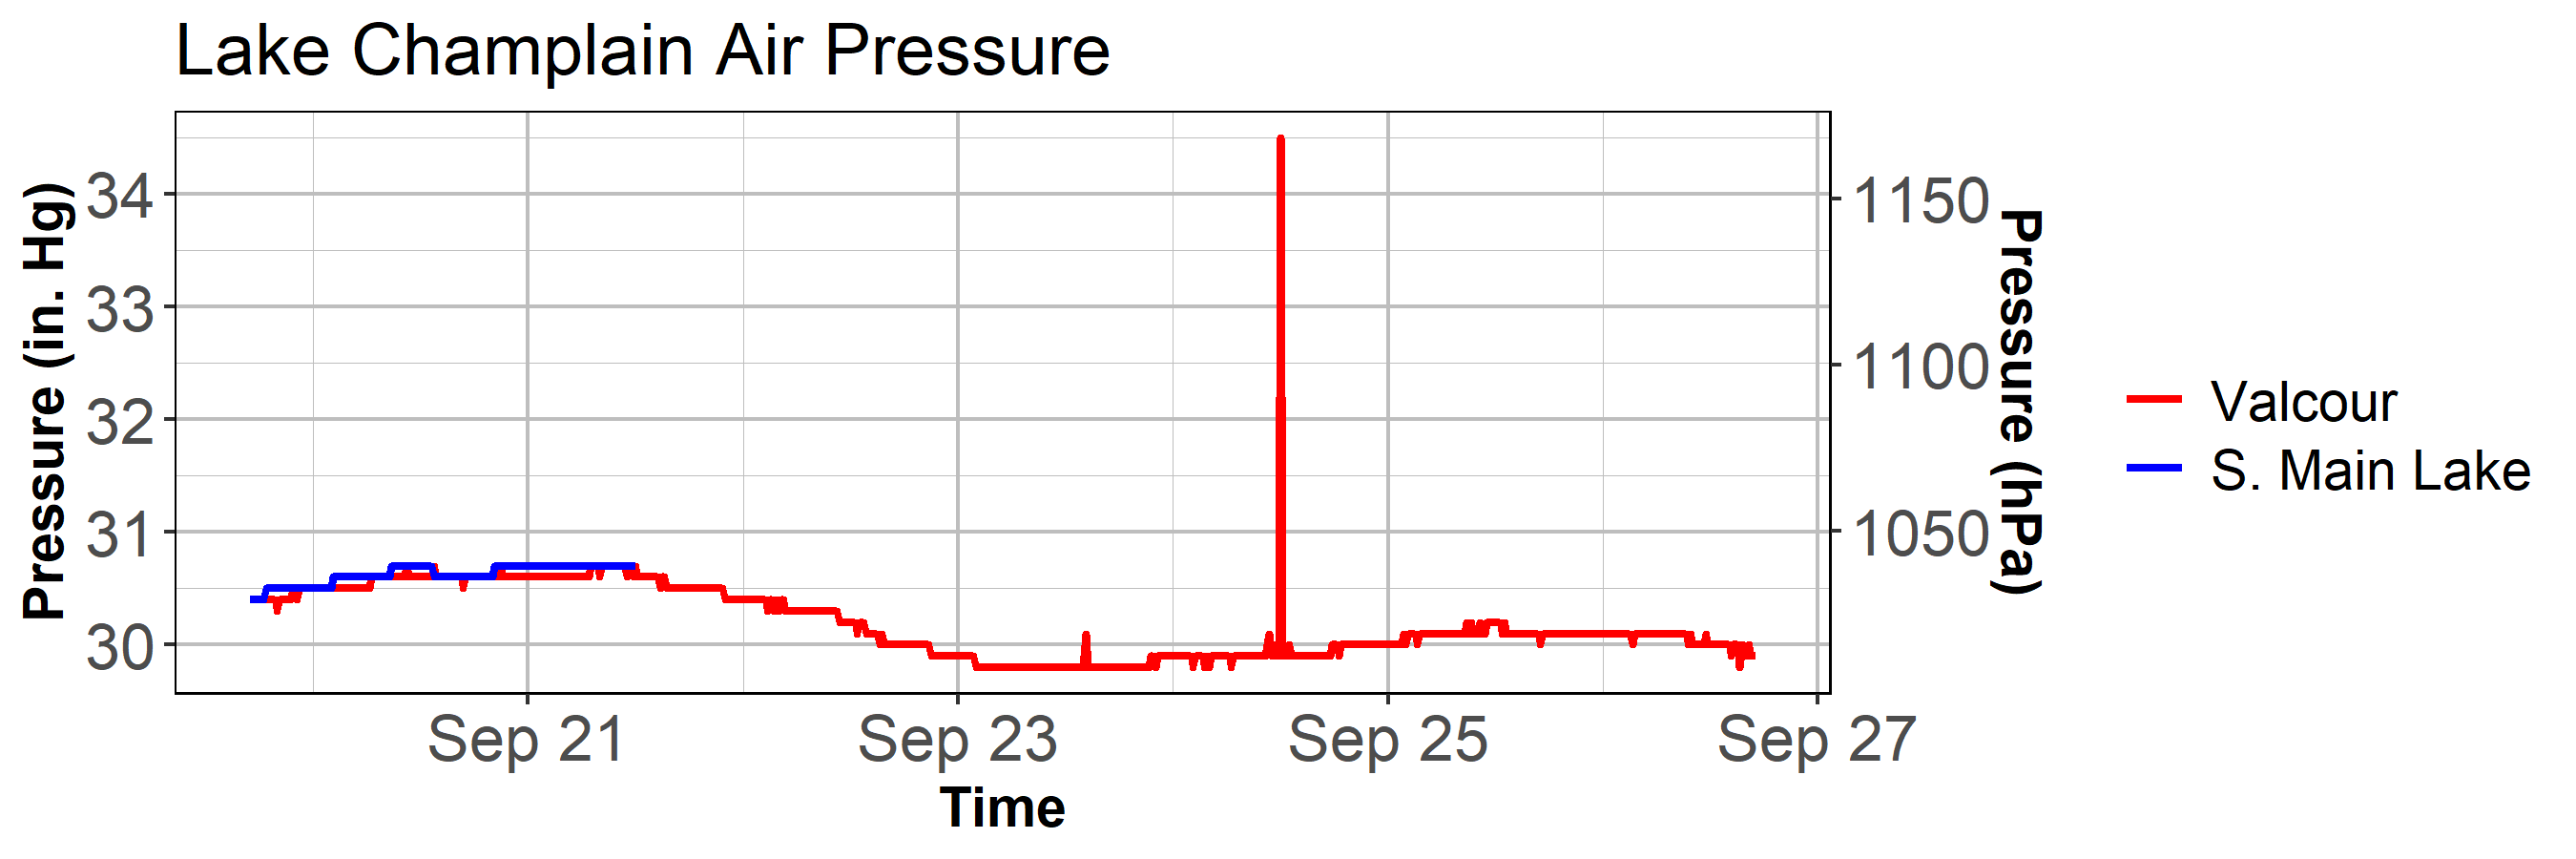 Lake Champlain Air Pressure
Pressure (in. Hg)
34
33
32
31
30
1150
1100
1050
Pressure (hPa)
Valcour
S. Main Lake
Sep 21 Sep 23 Sep 25 Sep 27
Time